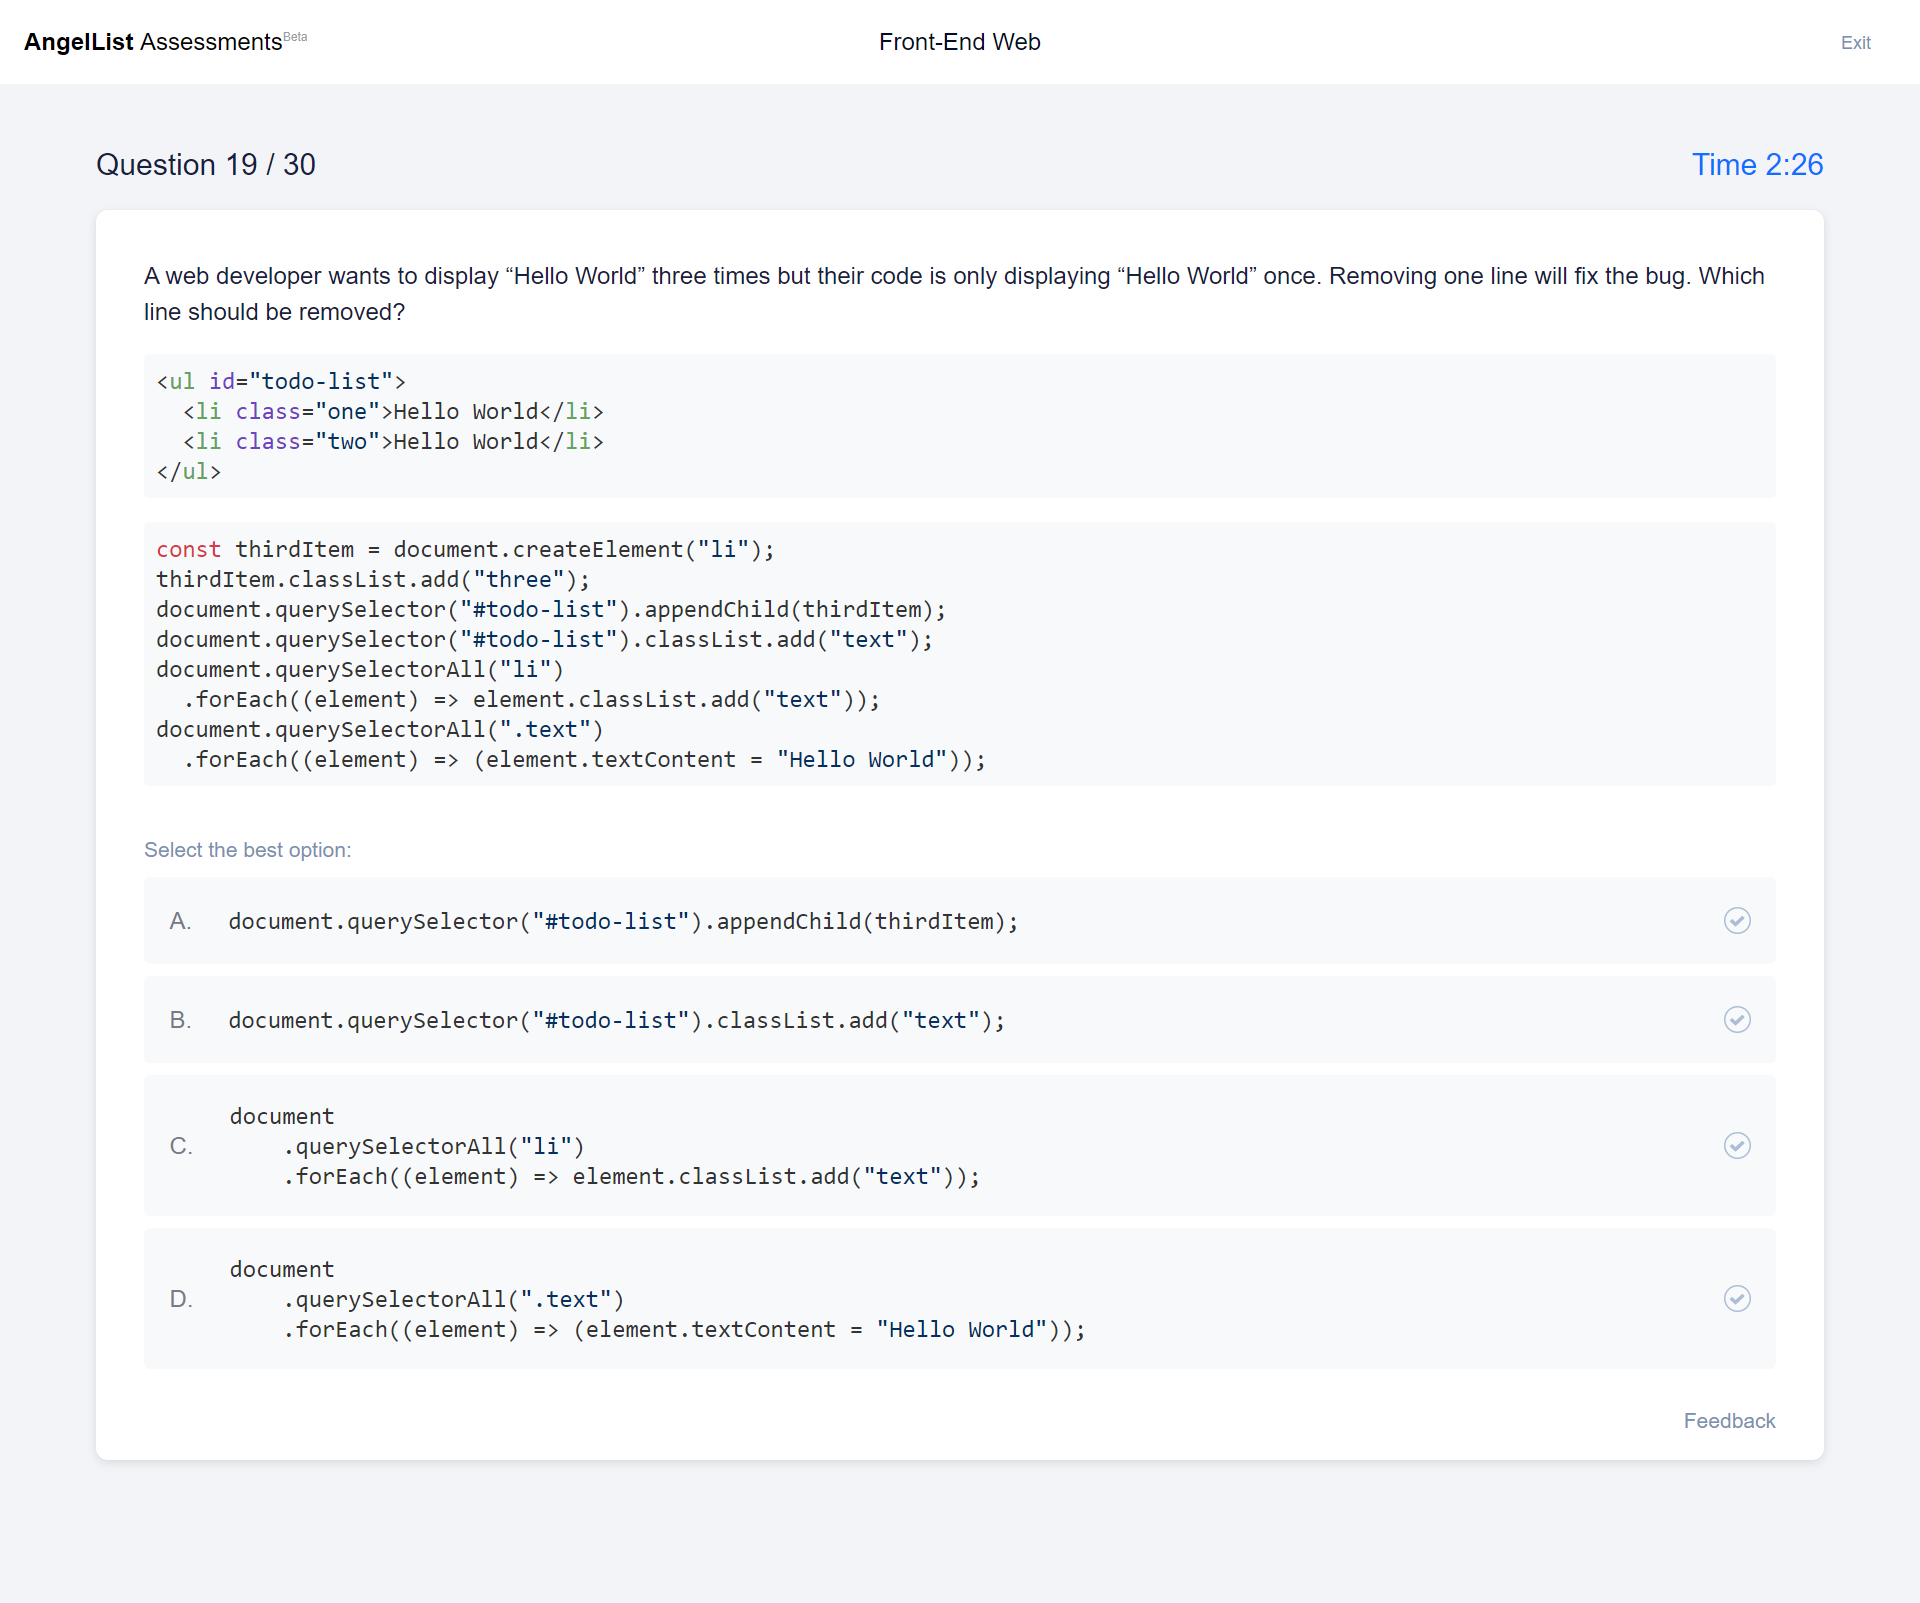 AngelList Assessments Beta
Front-End Web
Exit
Question 19 / 30
Time 2:26
A web developer wants to display “Hello World” three times but their code is only displaying “Hello World” once. Removing one line will fix the bug. Which
line should be removed?
<ul id="todo-list">
  <li class="one">Hello World</li>
  <li class="two">Hello World</li>
</ul>
const thirdItem = document.createElement("li");
thirdItem.classList.add("three");
document.querySelector("#todo-list").appendChild(thirdItem);
document.querySelector("#todo-list").classList.add("text");
document.querySelectorAll("li")
  .forEach((element) => element.classList.add("text"));
document.querySelectorAll(".text")
  .forEach((element) => (element.textContent = "Hello World"));
Select the best option:
A. document.querySelector("#todo-list").appendChild(thirdItem);
B. document.querySelector("#todo-list").classList.add("text");
C. document
    .querySelectorAll("li")
    .forEach((element) => element.classList.add("text"));
D. document
    .querySelectorAll(".text")
    .forEach((element) => (element.textContent = "Hello World"));
Feedback